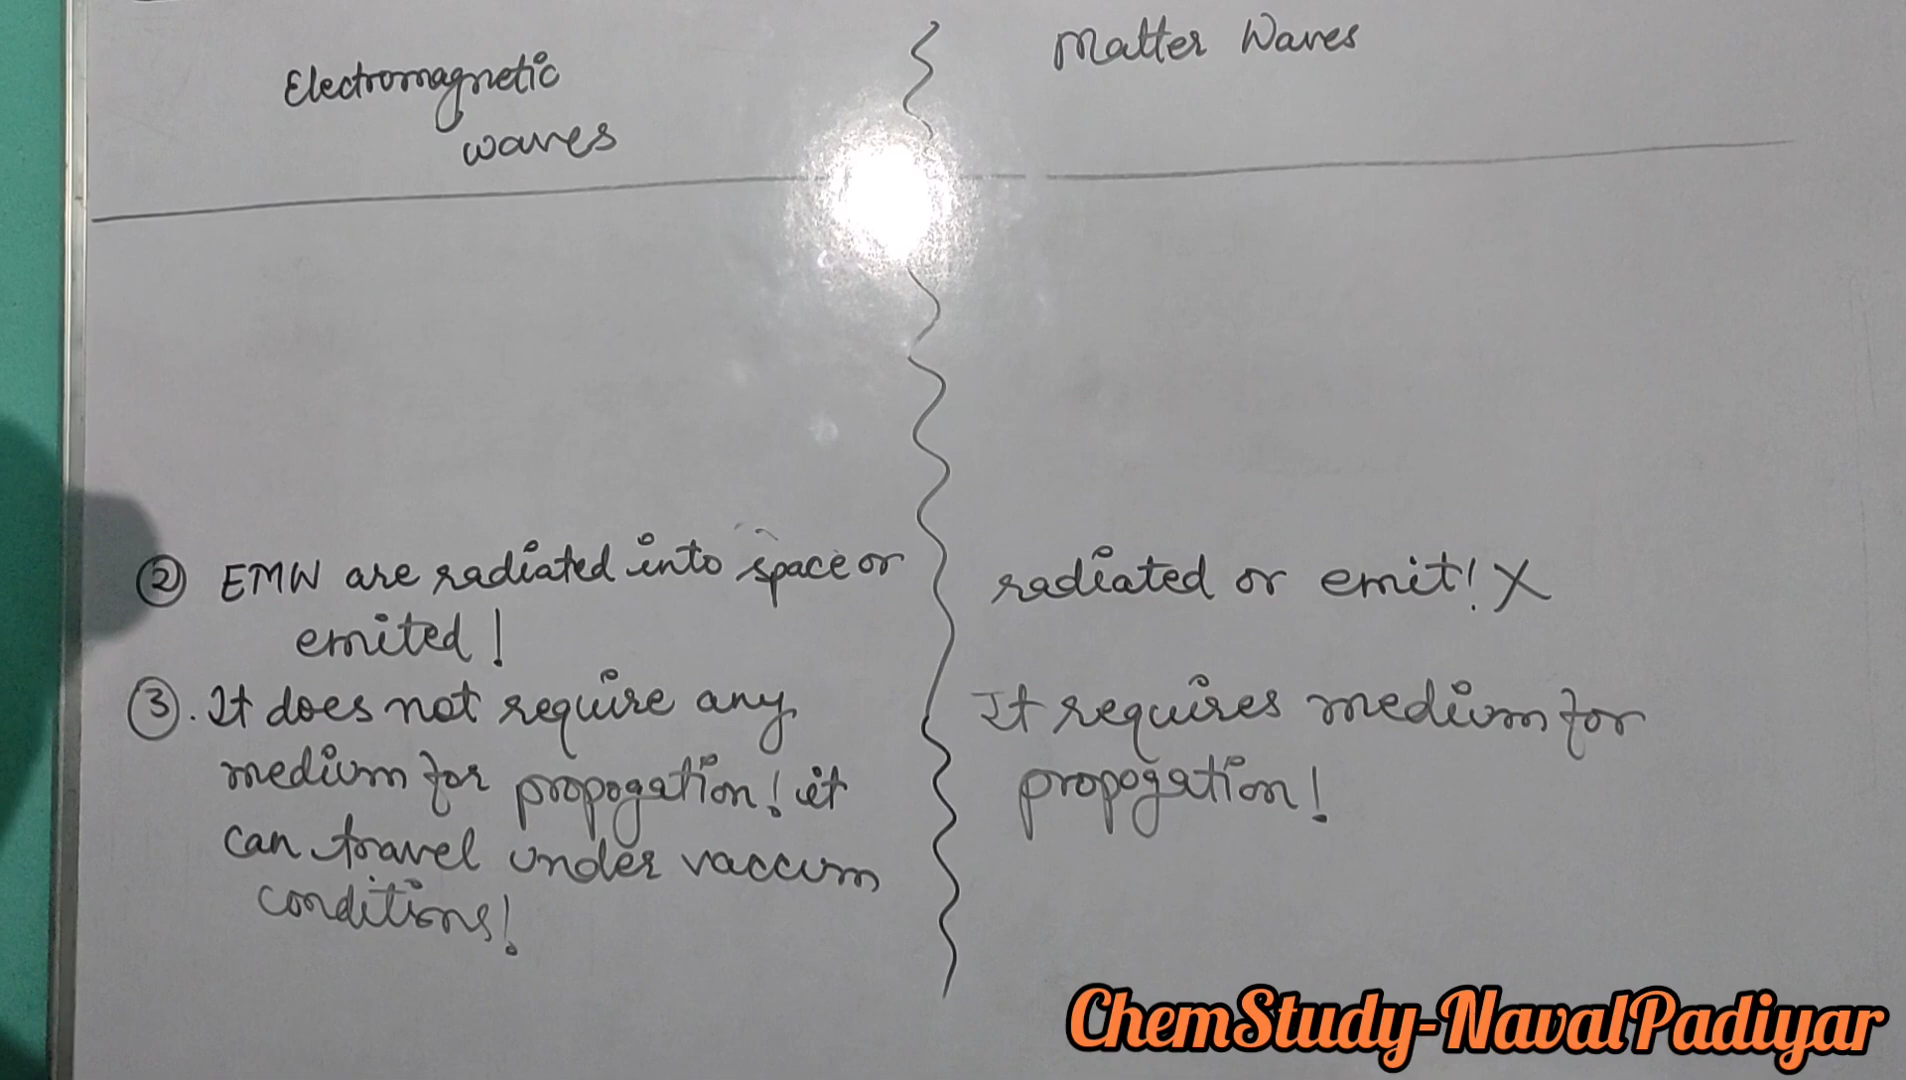 Electromagnetic
waves
Matter Waves
② EMW are radiated into space or
emited!
radiated or emit! X
③. It does not require any
medium for propogation! it
can travel under vaccum
conditions!
It requires medium for
propogation!
ChemStudy-NavalPadiyar